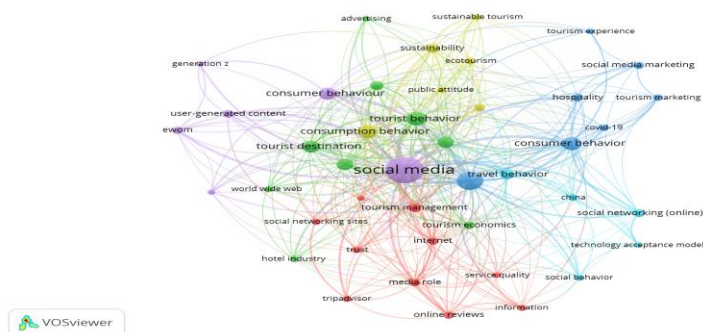 advertising
sustainable tourism
tourism experience
sustainability
ecotourism
generation z
social media marketing
consumer behaviour
public attitude
hospitality
tourism marketing
user-generated content
tourist behavior
ewom
consumption behavior
covid-19
tourist destination
consumer behavior
social media
travel behavior
world wide web
china
tourism management
social networking (online)
social networking sites
tourism economics
internet
trust
technology acceptance model
hotel industry
service quality
social behavior
media role
tripadvisor
information
online reviews
VOSviewer